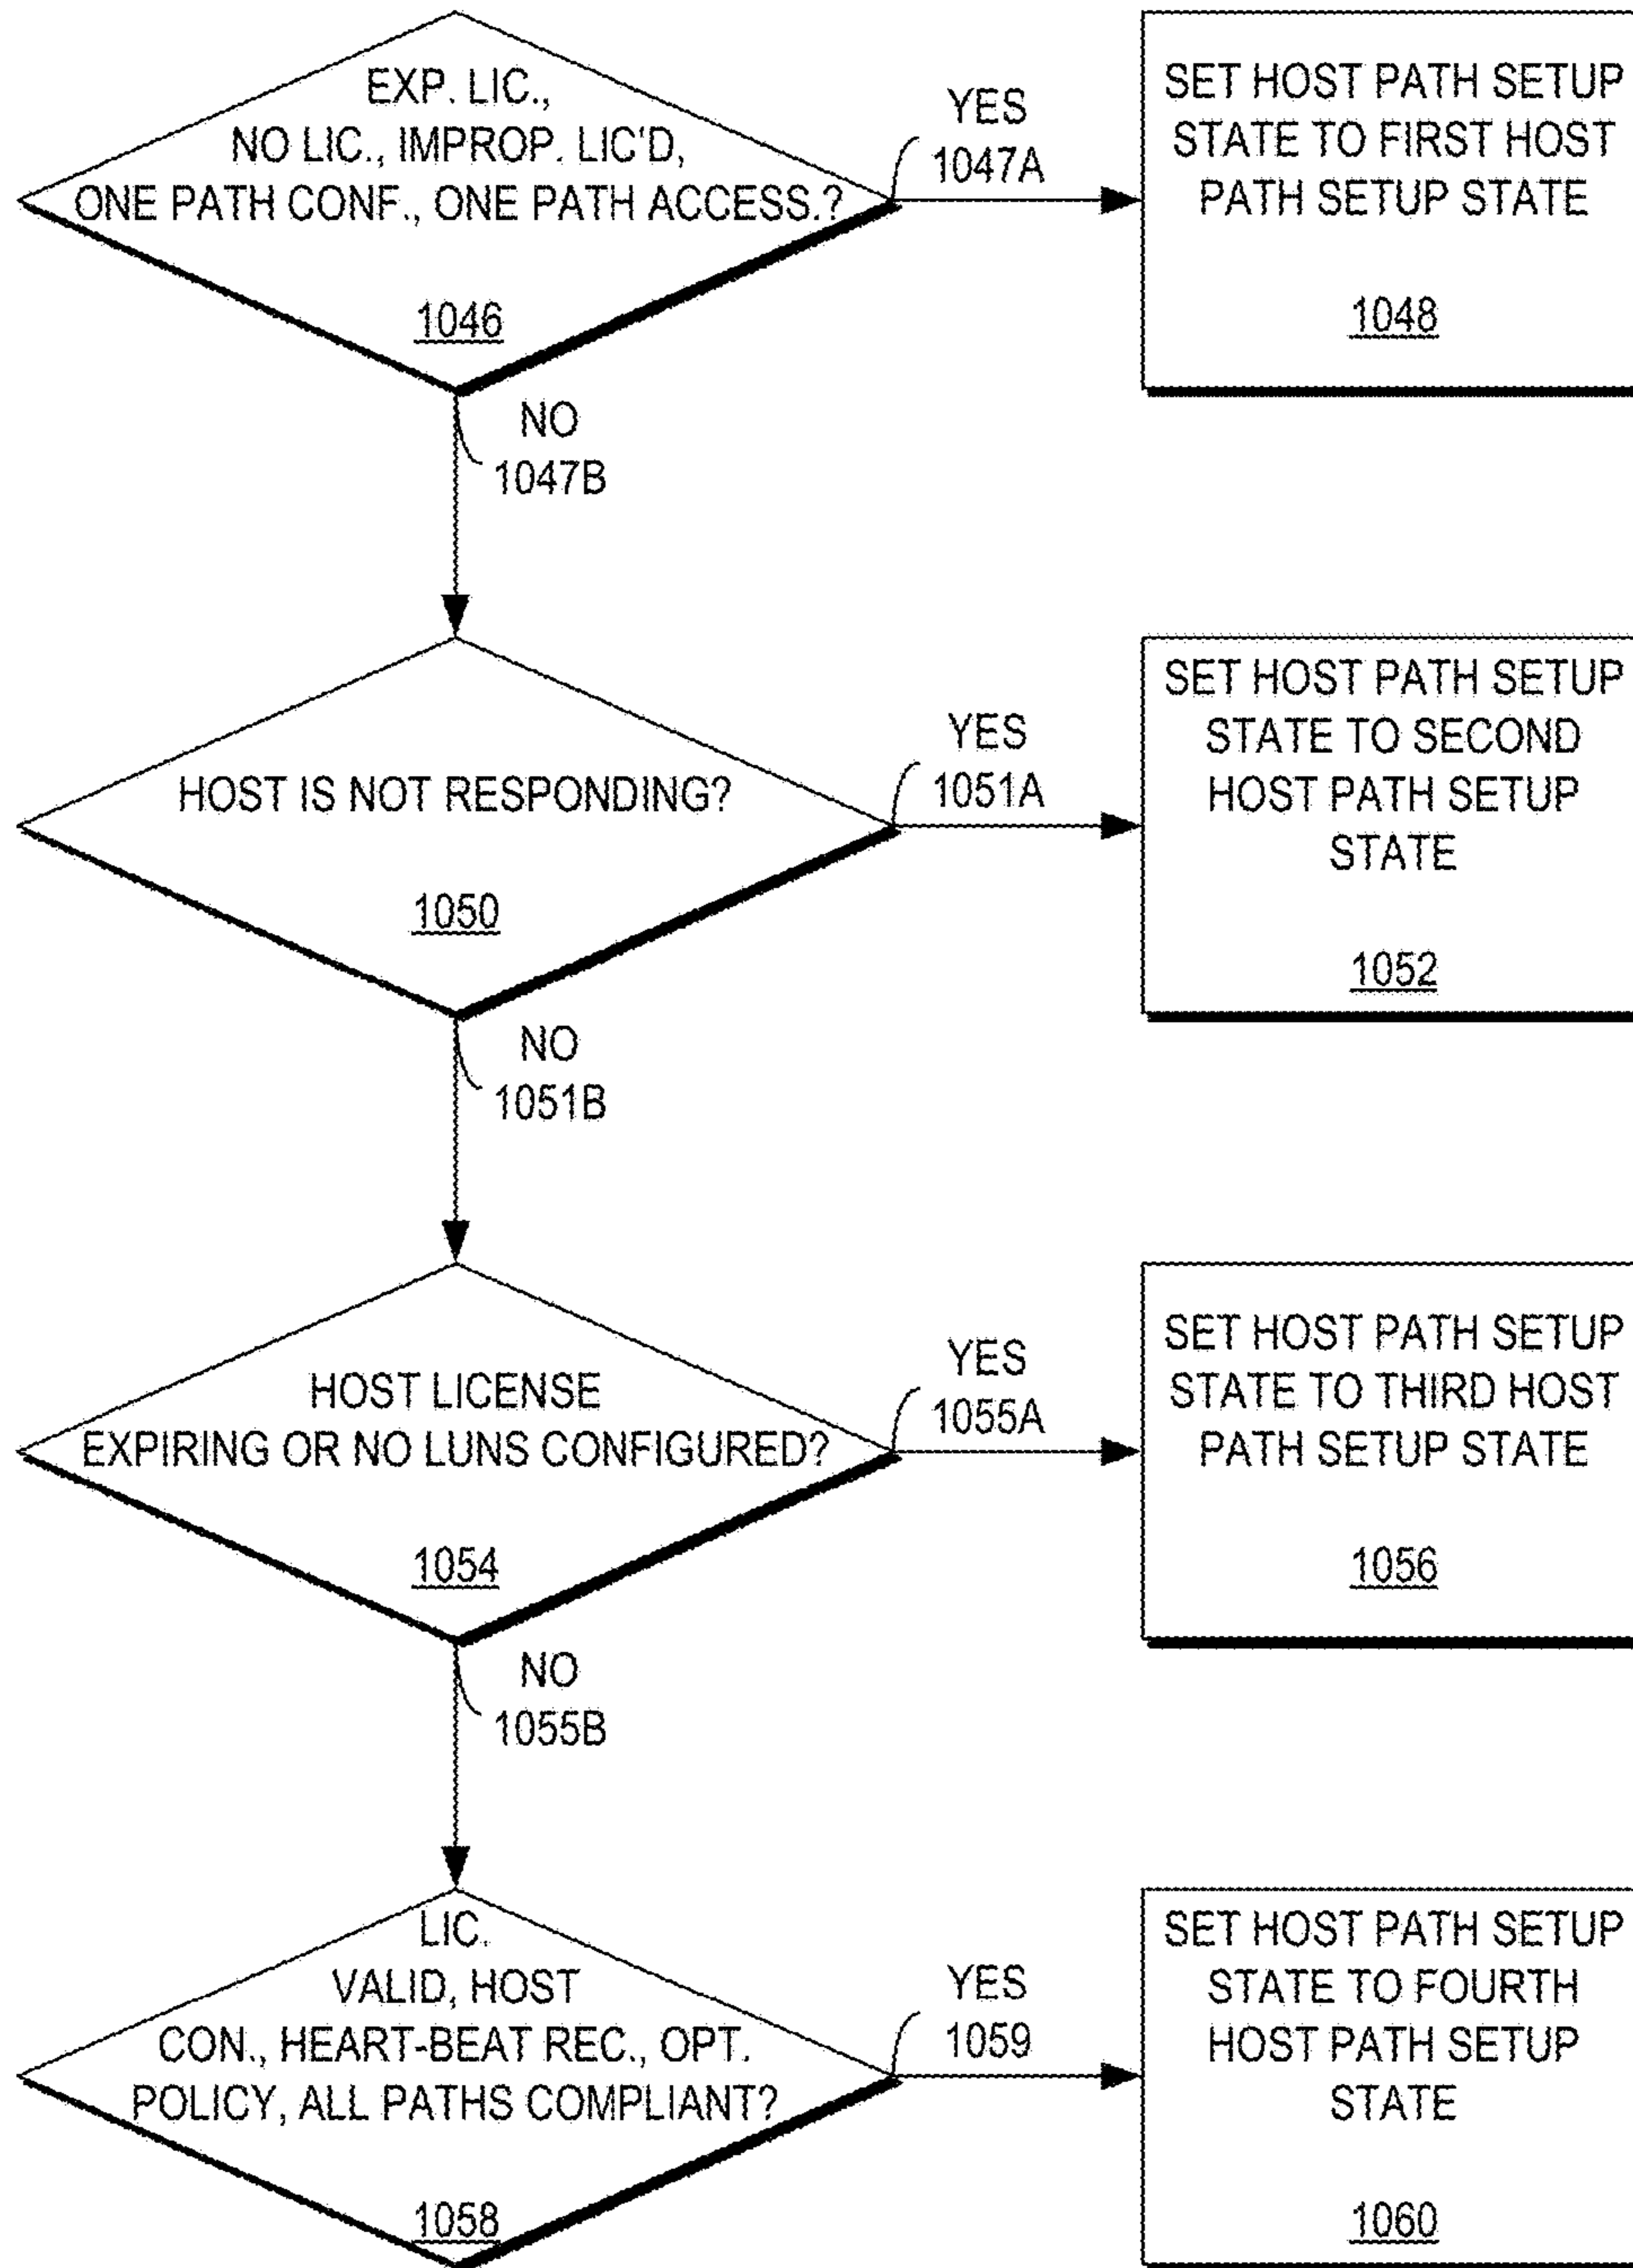 EXP. LIC.,
NO LIC., IMPROP. LIC'D,
ONE PATH CONF., ONE PATH ACCESS.?
1046
YES
1047A
SET HOST PATH SETUP
STATE TO FIRST HOST
PATH SETUP STATE
1048
NO
1047B
HOST IS NOT RESPONDING?
1050
YES
1051A
SET HOST PATH SETUP
STATE TO SECOND
HOST PATH SETUP
STATE
1052
NO
1051B
HOST LICENSE
EXPIRING OR NO LUNS CONFIGURED?
1054
YES
1055A
SET HOST PATH SETUP
STATE TO THIRD HOST
PATH SETUP STATE
1056
NO
1055B
LIC.
VALID, HOST
CON., HEART-BEAT REC., OPT.
POLICY, ALL PATHS COMPLIANT?
1058
YES
1059
SET HOST PATH SETUP
STATE TO FOURTH
HOST PATH SETUP
STATE
1060